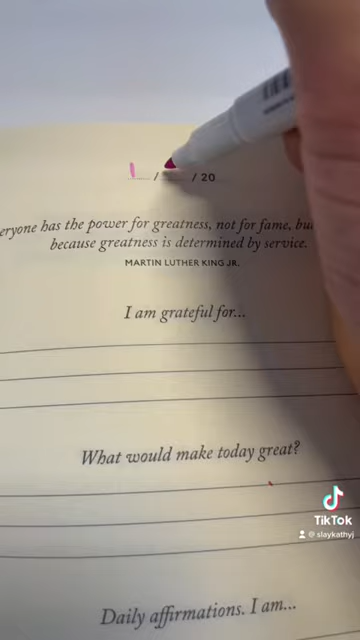 1 / / 20
eryone has the power for greatness, not for fame, bu
because greatness is determined by service.
MARTIN LUTHER KING JR.
I am grateful for...
What would make today great?
TikTok
@slaykathyj
Daily affirmations. I am...